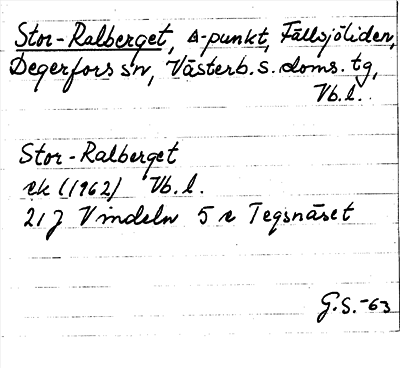 Stor-Ralberget, △-punkt, Fällsjöliden,
Degerfors sn, Västerb. s. doms. tg,
Vb. l.
Stor-Ralberget
ek (1962) Vb. l.
21 J Vindeln 5 e Tegsnäset
G.S. -63